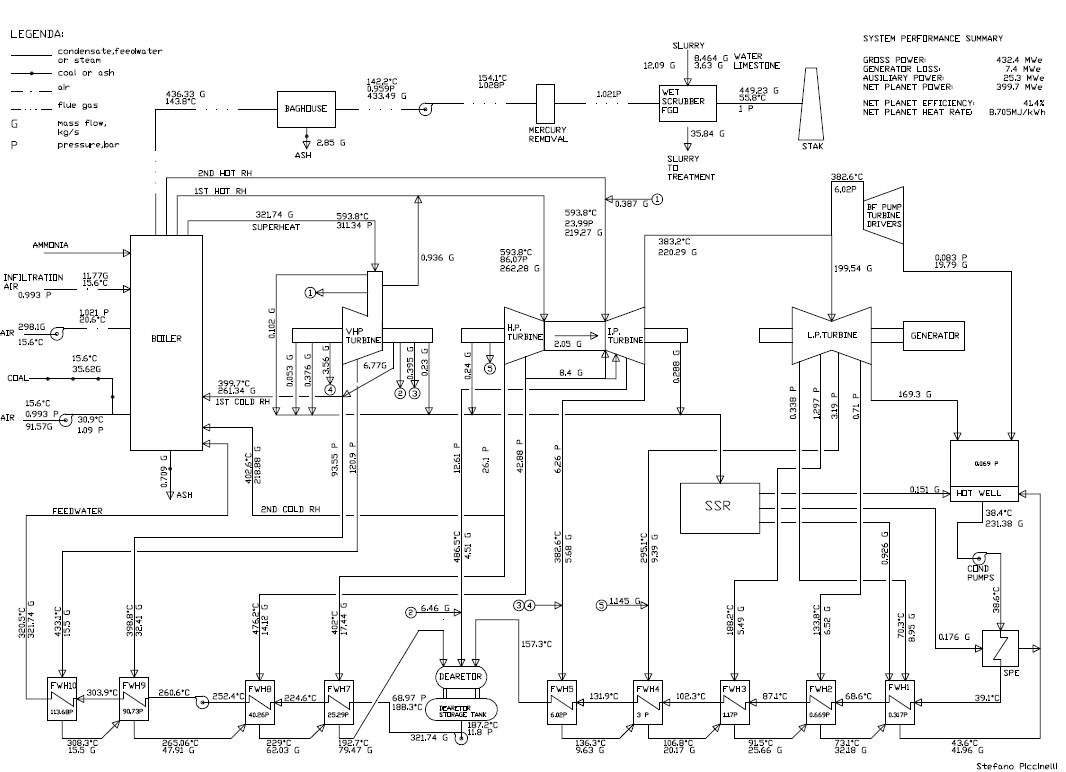 LEGENDA:
condensate,feedwater
or steam
coal or ash
air
flue gas
G mass flow,
kg/s
P pressure,bar
SYSTEM PERFORMANCE SUMMARY
GROSS POWER: 432.4 MWe
GENERATOR LOSS: 7.4 MWe
AUSILIARY POWER: 25.3 MWe
NET PLANET POWER: 399.7 MWe
NET PLANET EFFICIENCY: 41.4%
NET PLANET HEAT RATE: 8.705MJ/kWh
SLURRY
12.09 G
8.464 G WATER
3,63 G LIMESTONE
436.33 G
143.8°C
BAGHOUSE
142.2°C
0.959P
433.49 G
154.1°C
1.028P
1.021P
MERCURY
REMOVAL
WET
SCRUBBER
FGD
449.23 G
55.8°C
1 P
STAK
2.85 G
ASH
35.84 G
SLURRY
TO
TREATMENT
2ND HOT RH
1ST HOT RH
321.74 G
SUPERHEAT
593.8°C
311.34 P
0.936 G
593.8°C
86.07P
262.28 G
593.8°C
23.99P
219.27 G
0.387 G
1
382.6°C
6.02P
BF PUMP
TURBINE
DRIVERS
383.2°C
220.29 G
199.54 G
0.083 P
19.79 G
AMMONIA
INFILTRATION
AIR
11.77G
15.6°C
0.993 P
1.021 P
20.6°C
AIR 298.1G
15.6°C
BOILER
COAL
15.6°C
35.62G
AIR
15.6°C
0.993 P
91.57G
30.9°C
1.09 P
0.709 G
ASH
1
0.102 G
VHP
TURBINE
0.053 G
0.376 G
3.56 G
4
6.77G
2
0.395 G
3
0.23 G
399.7°C
261.34 G
1ST COLD RH
H.P.
TURBINE
I.P.
TURBINE
2.05 G
8.4 G
0.24 G
5
0.288 G
L.P.TURBINE
GENERATOR
0.338 P
1.297 P
3.19 P
0.71 P
169.3 G
0.069 P
HOT WELL
38.4°C
231.38 G
COND
PUMPS
38.6°C
SPE
SSR
0.151 G
0.926 G
0.176 G
402.6°C
218.88 G
93.55 P
120.9 P
12.61 P
26.1 P
42.88 P
6.26 P
FEEDWATER
2ND COLD RH
320.5°C
321.74 G
433.1°C
15.5 G
398.8°C
32.41 G
476.2°C
14.12 G
402°C
17.44 G
486.5°C
4.51 G
382.6°C
5.68 G
295.1°C
9.39 G
188.2°C
5.49 G
133.8°C
6.52 G
70.3°C
8.95 G
2 6.46 G
3 4
5 1.145 G
157.3°C
FWH10
113.68P
303.9°C
FWH9
90.73P
260.6°C
252.4°C
FWH8
40.26P
224.6°C
FWH7
25.29P
68.97 P
188.3°C
DEARETOR
DEARETOR
STORAGE TANK
187.2°C
11.8 P
321.74 G
FWH5
6.02P
131.9°C
FWH4
3 P
102.3°C
FWH3
1.17P
87.1°C
FWH2
0.669P
68.6°C
FWH1
0.317P
39.1°C
308.3°C
15.5 G
265.06°C
47.91 G
229°C
62.03 G
192.7°C
79.47 G
136.3°C
9.63 G
106.8°C
20.17 G
91.5°C
25.66 G
73.1°C
32.18 G
43.6°C
41.96 G
Stefano Piccinelli